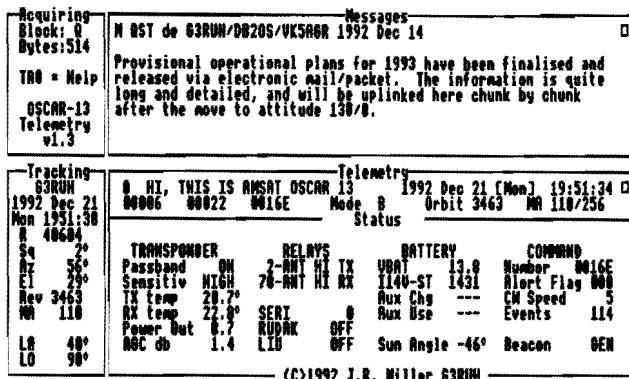 Acquiring
Block: Q
Bytes:514
TAB = Help
OSCAR-13
Telemetry
v1.3
Messages
M QST de G3RUH/DB2OS/VK5AGR 1992 Dec 14
Provisional operational plans for 1993 have been finalised and
released via electronic mail/packet. The information is quite
long and detailed, and will be uplinked here chunk by chunk
after the move to attitude 130/0.
Tracking
G3RUH
1992 Dec 21
Mon 1951:38
R 40604
Sq 2°
Az 56°
El 29°
Rev 3463
MA 110
LA 40°
LO 90°
Telemetry
Q HI, THIS IS AMSAT OSCAR 13 1992 Dec 21 [Mon] 19:51:34
00006 00022 0016E Mode B Orbit 3463 MA 110/256
Status
TRANSPONDER RELAYS BATTERY COMMAND
Passband ON 2-ANT HI TX VBAT 13.8 Number 0016E
Sensitiv HIGH 70-ANT HI RX I14V-ST 1431 Alert Flag 000
TX temp 20.7° Aux Chg --- CW Speed 5
RX temp 22.0° SERI 0 Aux Use --- Events 114
Power Out 8.7 RUDAK OFF
AGC db 1.4 LIU OFF Sun Angle -46° Beacon GEN
(C)1992 J.R. Miller G3RUH